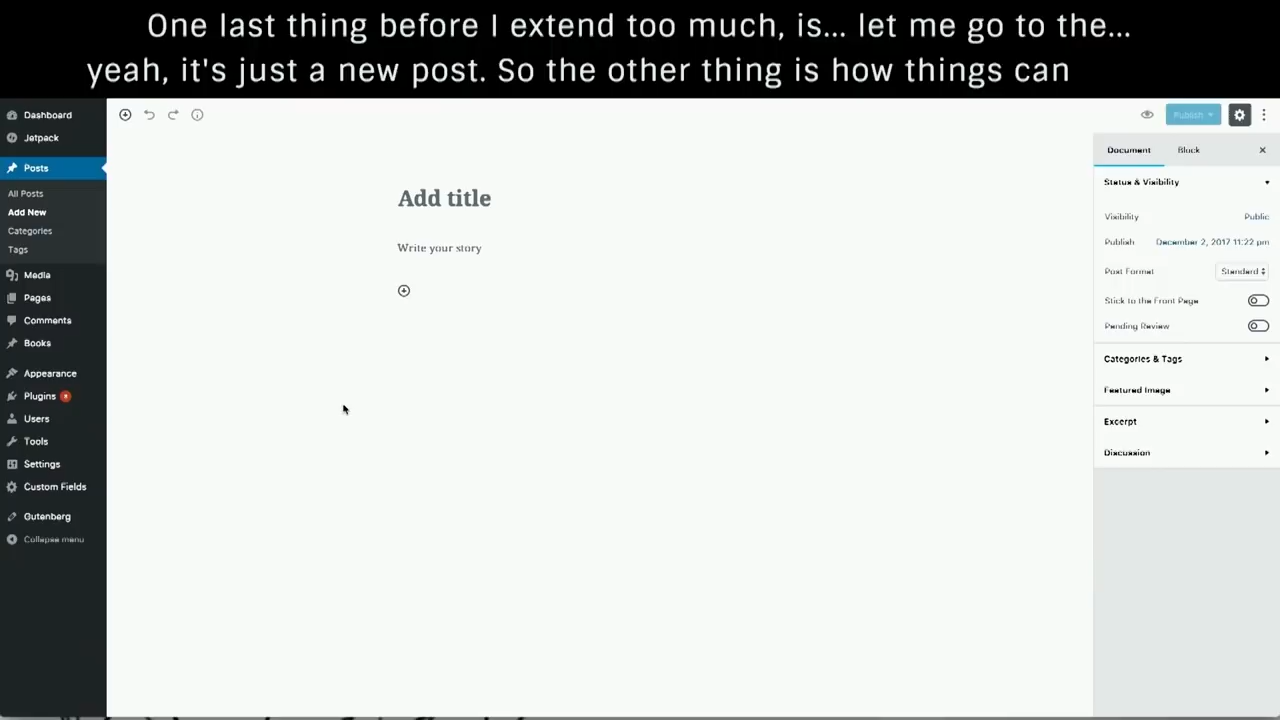 One last thing before I extend too much, is... let me go to the...
yeah, it's just a new post. So the other thing is how things can
Dashboard
Jetpack
Posts
All Posts
Add New
Categories
Tags
Media
Pages
Comments
Books
Appearance
Plugins
Users
Tools
Settings
Custom Fields
Gutenberg
Collapse menu
Add title
Write your story
Publish
Document Block
Status & Visibility
Visibility Public
Publish December 2, 2017 11:22 pm
Post Format Standard
Stick to the Front Page
Pending Review
Categories & Tags
Featured Image
Excerpt
Discussion